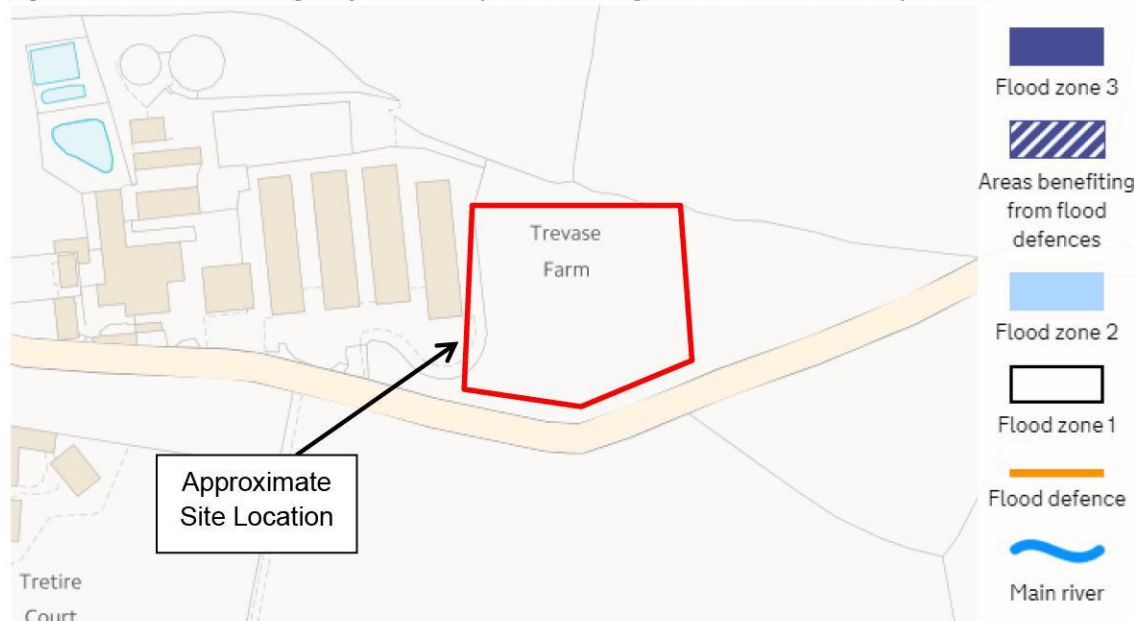 Trevase
Farm
Approximate
Site Location
Tretire
Court
Flood zone 3
Areas benefiting
from flood
defences
Flood zone 2
Flood zone 1
Flood defence
Main river